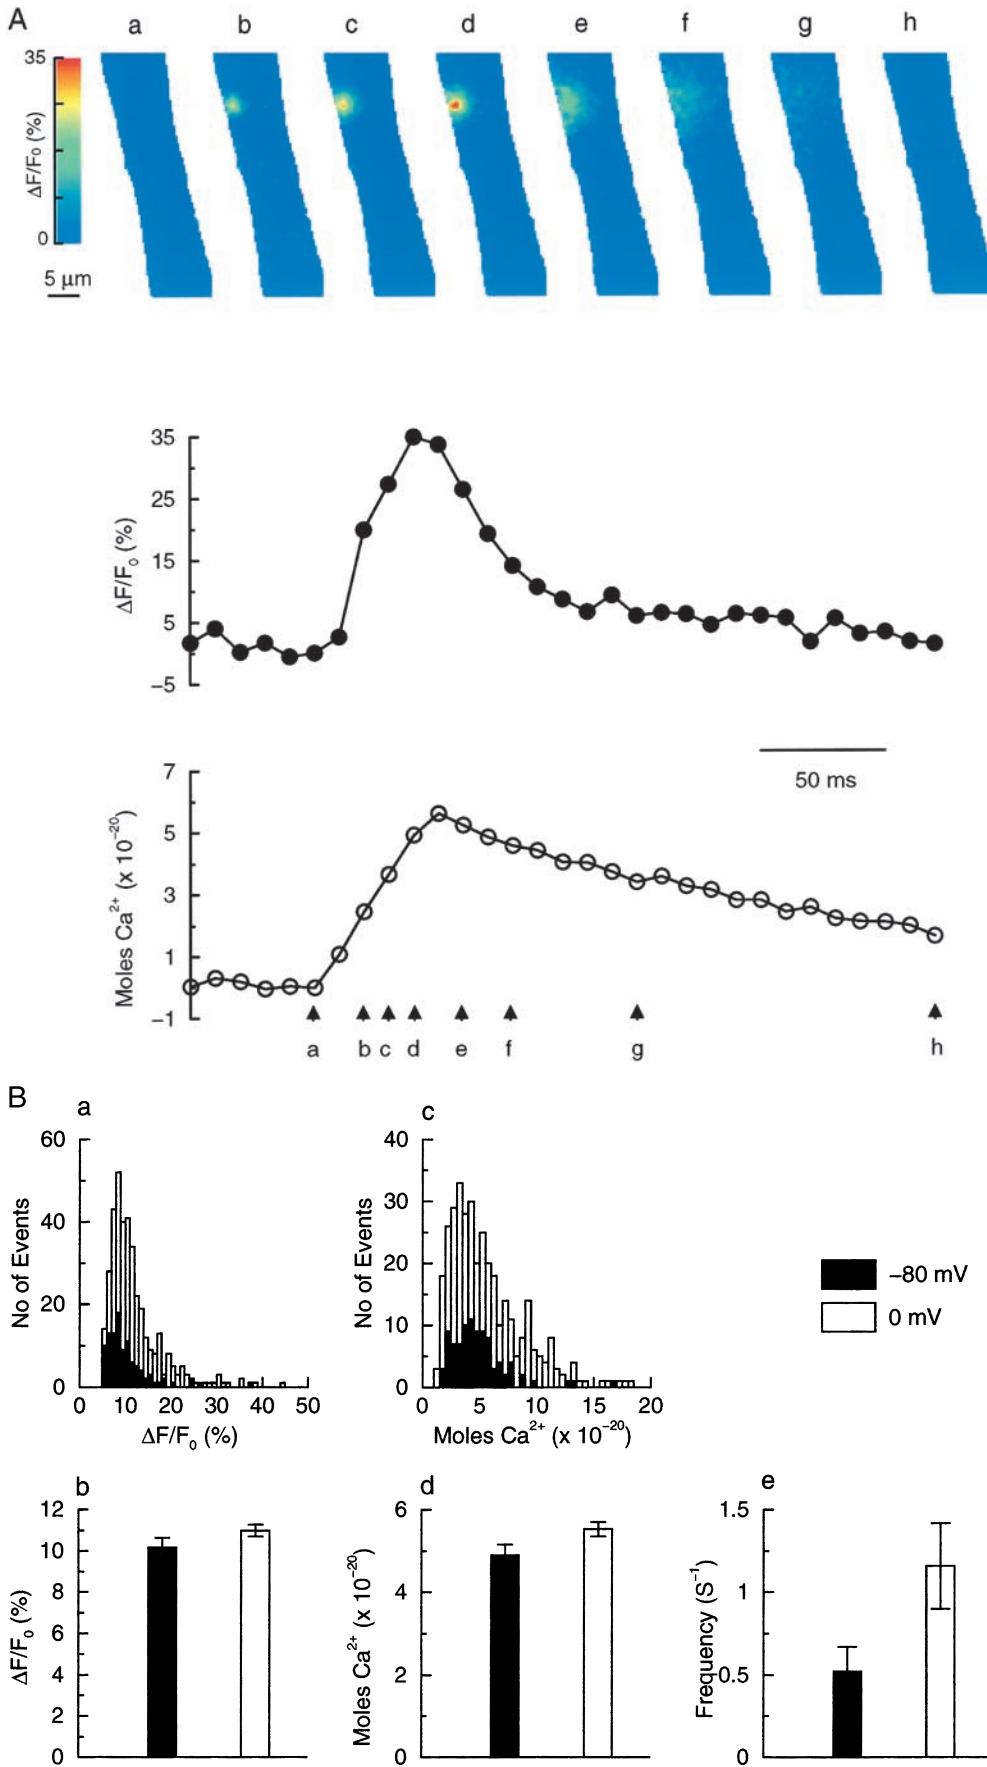 A
a b c d e f g h
35
ΔF/F0 (%)
0
5 μm
35
25
15
5
−5
ΔF/F0 (%)
50 ms
7
5
3
1
−1
Moles Ca2+ (x 10−20)
a b c d e f g h
B
a
60
40
20
0
No of Events
0 10 20 30 40 50
ΔF/F0 (%)
c
40
30
20
10
0
No of Events
0 5 10 15 20
Moles Ca2+ (x 10−20)
−80 mV
0 mV
b
12
10
8
6
4
2
0
ΔF/F0 (%)
d
6
4
2
0
Moles Ca2+ (x 10−20)
e
1.5
1
0.5
0
Frequency (S−1)